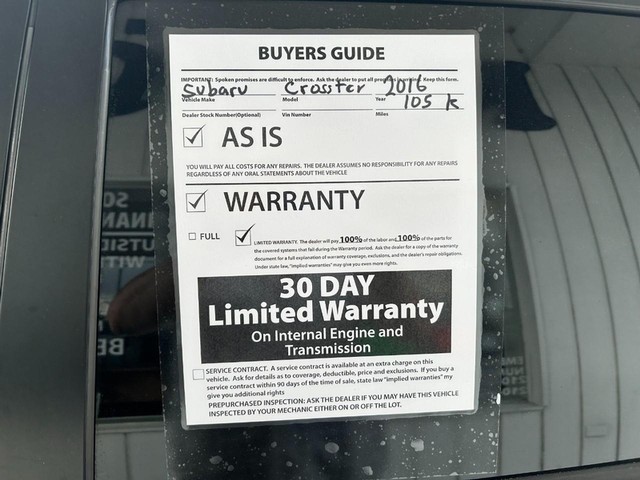 BUYERS GUIDE
IMPORTANT: Spoken promises are difficult to enforce. Ask the dealer to put all promises in writing. Keep this form.
Subaru Crosstar 2016
Vehicle Make Model Year
105 K
Dealer Stock Number(Optional) Vin Number Miles
AS IS
YOU WILL PAY ALL COSTS FOR ANY REPAIRS. THE DEALER ASSUMES NO RESPONSIBILITY FOR ANY REPAIRS
REGARDLESS OF ANY ORAL STATEMENTS ABOUT THE VEHICLE
WARRANTY
FULL
LIMITED WARRANTY. The dealer will pay 100% of the labor and 100% of the parts for
the covered systems that fail during the Warranty period. Ask the dealer for a copy of the warranty
document for a full explanation of warranty coverage, exclusions, and the dealer's repair obligations.
Under state law, "implied warranties" may give you even more rights.
30 DAY
Limited Warranty
On Internal Engine and
Transmission
SERVICE CONTRACT. A service contract is available at an extra charge on this
vehicle. Ask for details as to coverage, deductible, price and exclusions. If you buy a
service contract within 90 days of the time of sale, state law "implied warranties" my
give you additional rights
PREPURCHASED INSPECTION: ASK THE DEALER IF YOU MAY HAVE THIS VEHICLE
INSPECTED BY YOUR MECHANIC EITHER ON OR OFF THE LOT.